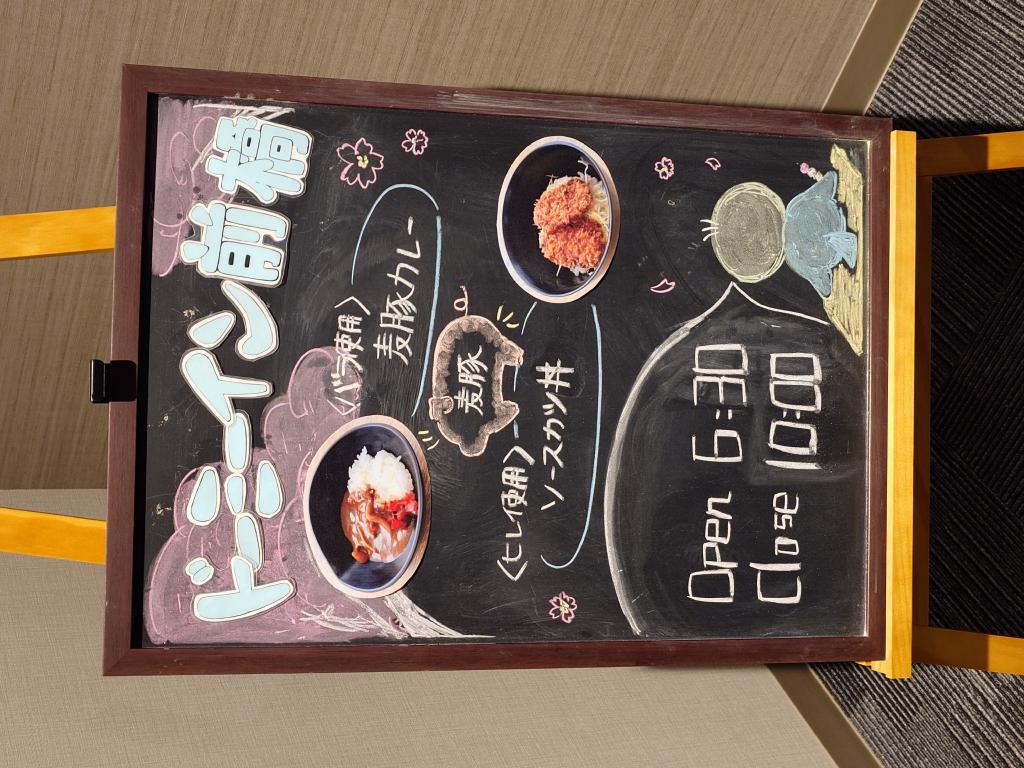 ドーミーイン前橋
〈バラ使用〉
麦豚カレー
麦豚
〈ヒレ使用〉
ソースカツ丼
Open 6:30
Close 10:00